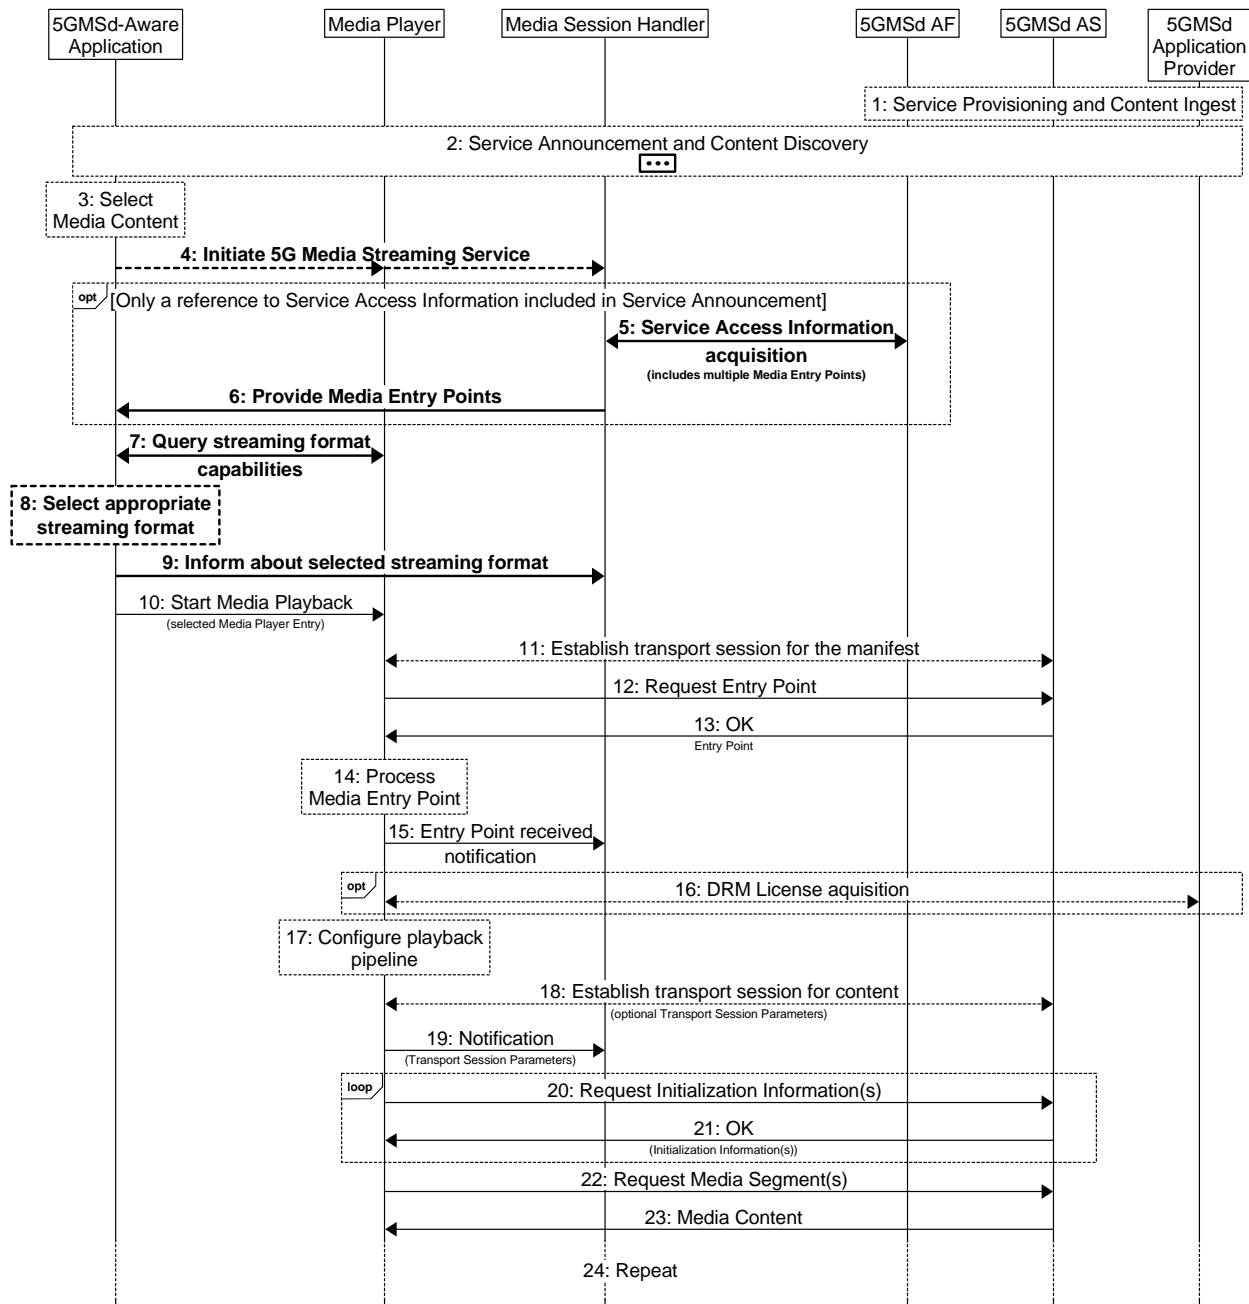 5GMSd-Aware
Application
Media Player
Media Session Handler
5GMSd AF
5GMSd AS
5GMSd
Application
Provider
1: Service Provisioning and Content Ingest
2: Service Announcement and Content Discovery
...
3: Select
Media Content
4: Initiate 5G Media Streaming Service
opt
[Only a reference to Service Access Information included in Service Announcement]
5: Service Access Information
acquisition
(includes multiple Media Entry Points)
6: Provide Media Entry Points
7: Query streaming format
capabilities
8: Select appropriate
streaming format
9: Inform about selected streaming format
10: Start Media Playback
(selected Media Player Entry)
11: Establish transport session for the manifest
12: Request Entry Point
13: OK
Entry Point
14: Process
Media Entry Point
15: Entry Point received
notification
opt
16: DRM License aquisition
17: Configure playback
pipeline
18: Establish transport session for content
(optional Transport Session Parameters)
19: Notification
(Transport Session Parameters)
loop
20: Request Initialization Information(s)
21: OK
(Initialization Information(s))
22: Request Media Segment(s)
23: Media Content
24: Repeat